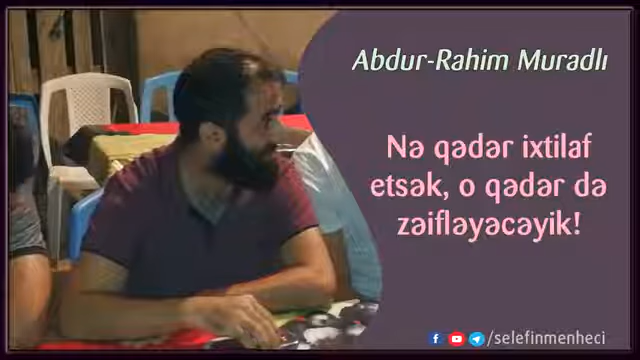 Abdur-Rahim Muradlı
Nə qədər ixtilaf
etsək, o qədər də
zəifləyəcəyik!
/selefinmenheci